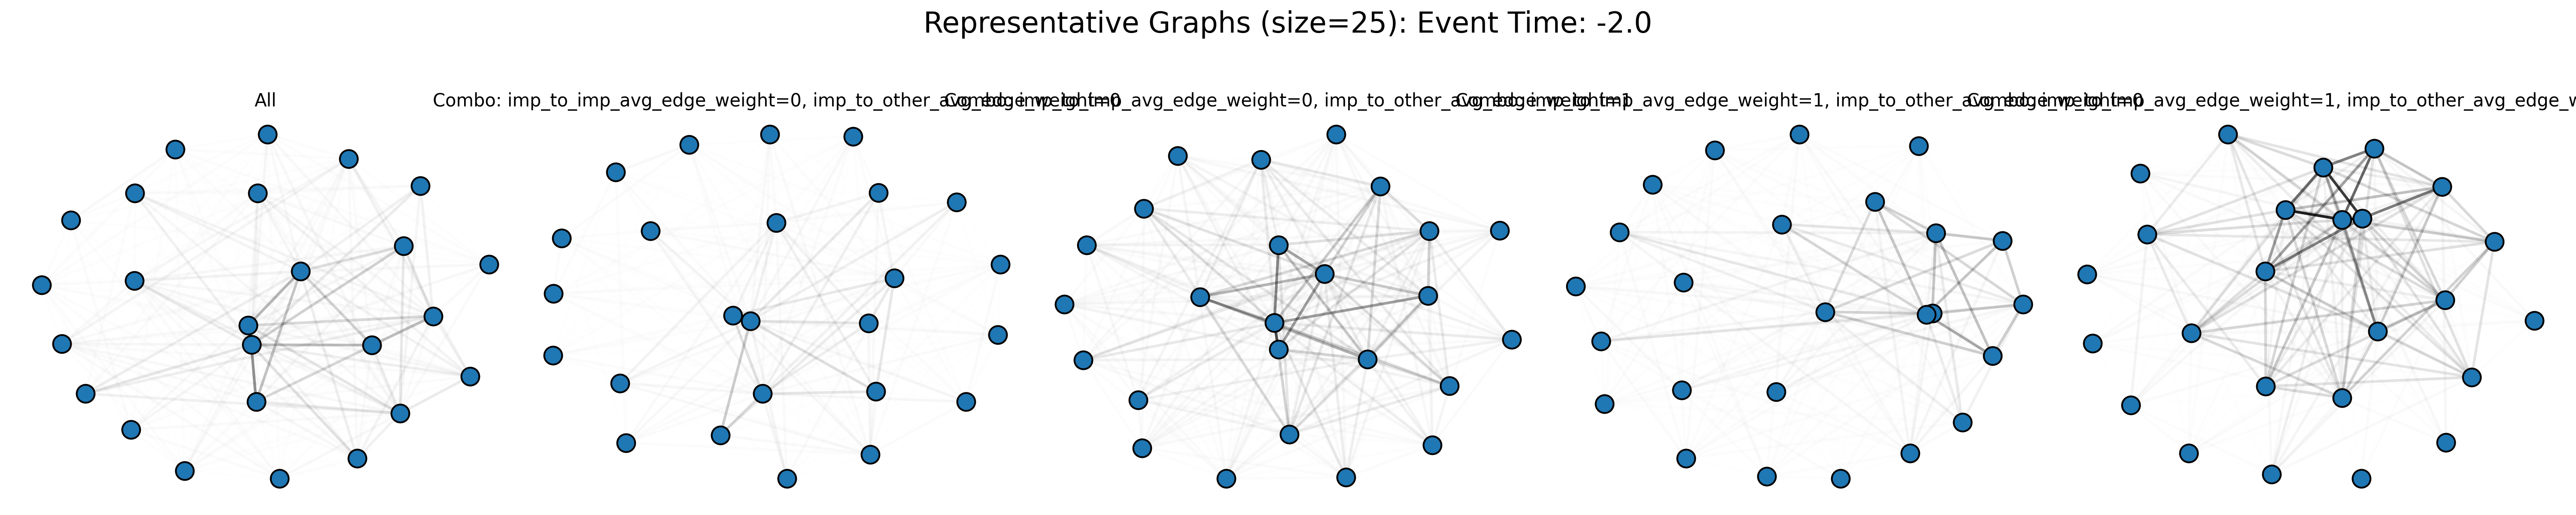 Representative Graphs (size=25): Event Time: -2.0
All
Combo: imp_to_imp_avg_edge_weight=0, imp_to_other_avg_edge_weight=0
Combo: imp_to_imp_avg_edge_weight=0, imp_to_other_avg_edge_weight=1
Combo: imp_to_imp_avg_edge_weight=1, imp_to_other_avg_edge_weight=0
Combo: imp_to_imp_avg_edge_weight=1, imp_to_other_avg_edge_w